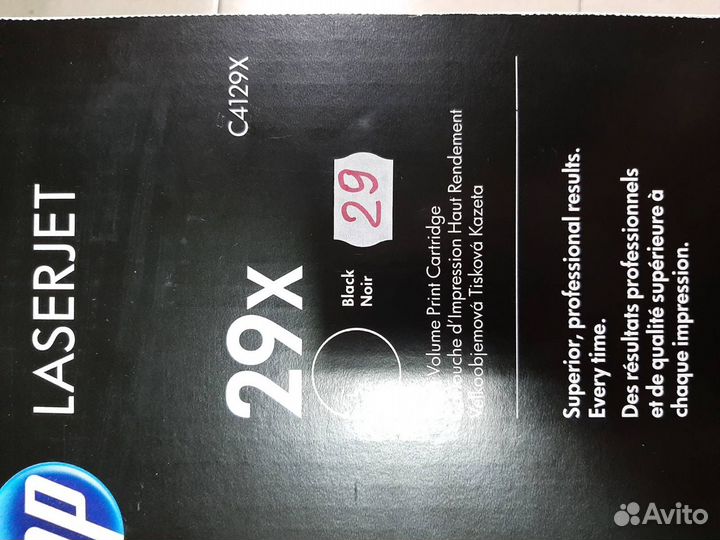 hp
LASERJET
29X
C4129X
Black
Noir
29
Volume Print Cartridge
d'Impression Haut Rendement
Velkoobjemová Tisková Kazeta
Superior, professional results.
Every time.
Des résultats professionnels
et de qualité supérieure à
chaque impression.
Avito